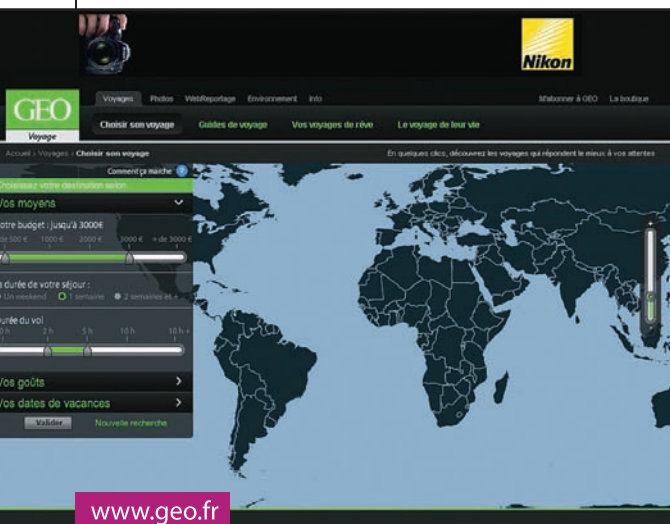 Nikon
GEO
Voyage
Voyages Photos WebReportage Environnement Info M'abonner à GEO La boutique
Choisir son voyage Guides de voyage Vos voyages de rêve Le voyage de leur vie
Accueil › Voyages › Choisir son voyage En quelques clics, découvrez les voyages qui répondent le mieux à vos attentes
Comment ça marche ?
Choisissez votre destination selon...
Vos moyens
votre budget : jusqu'à 3000€
de 500 € 1000 € 2000 € 3000 € + de 3000 €
a durée de votre séjour :
Un weekend 1 semaine 2 semaines et +
Durée du vol
0 h 2 h 5 h 10 h 10 h +
Vos goûts
Vos dates de vacances
Valider Nouvelle recherche
www.geo.fr